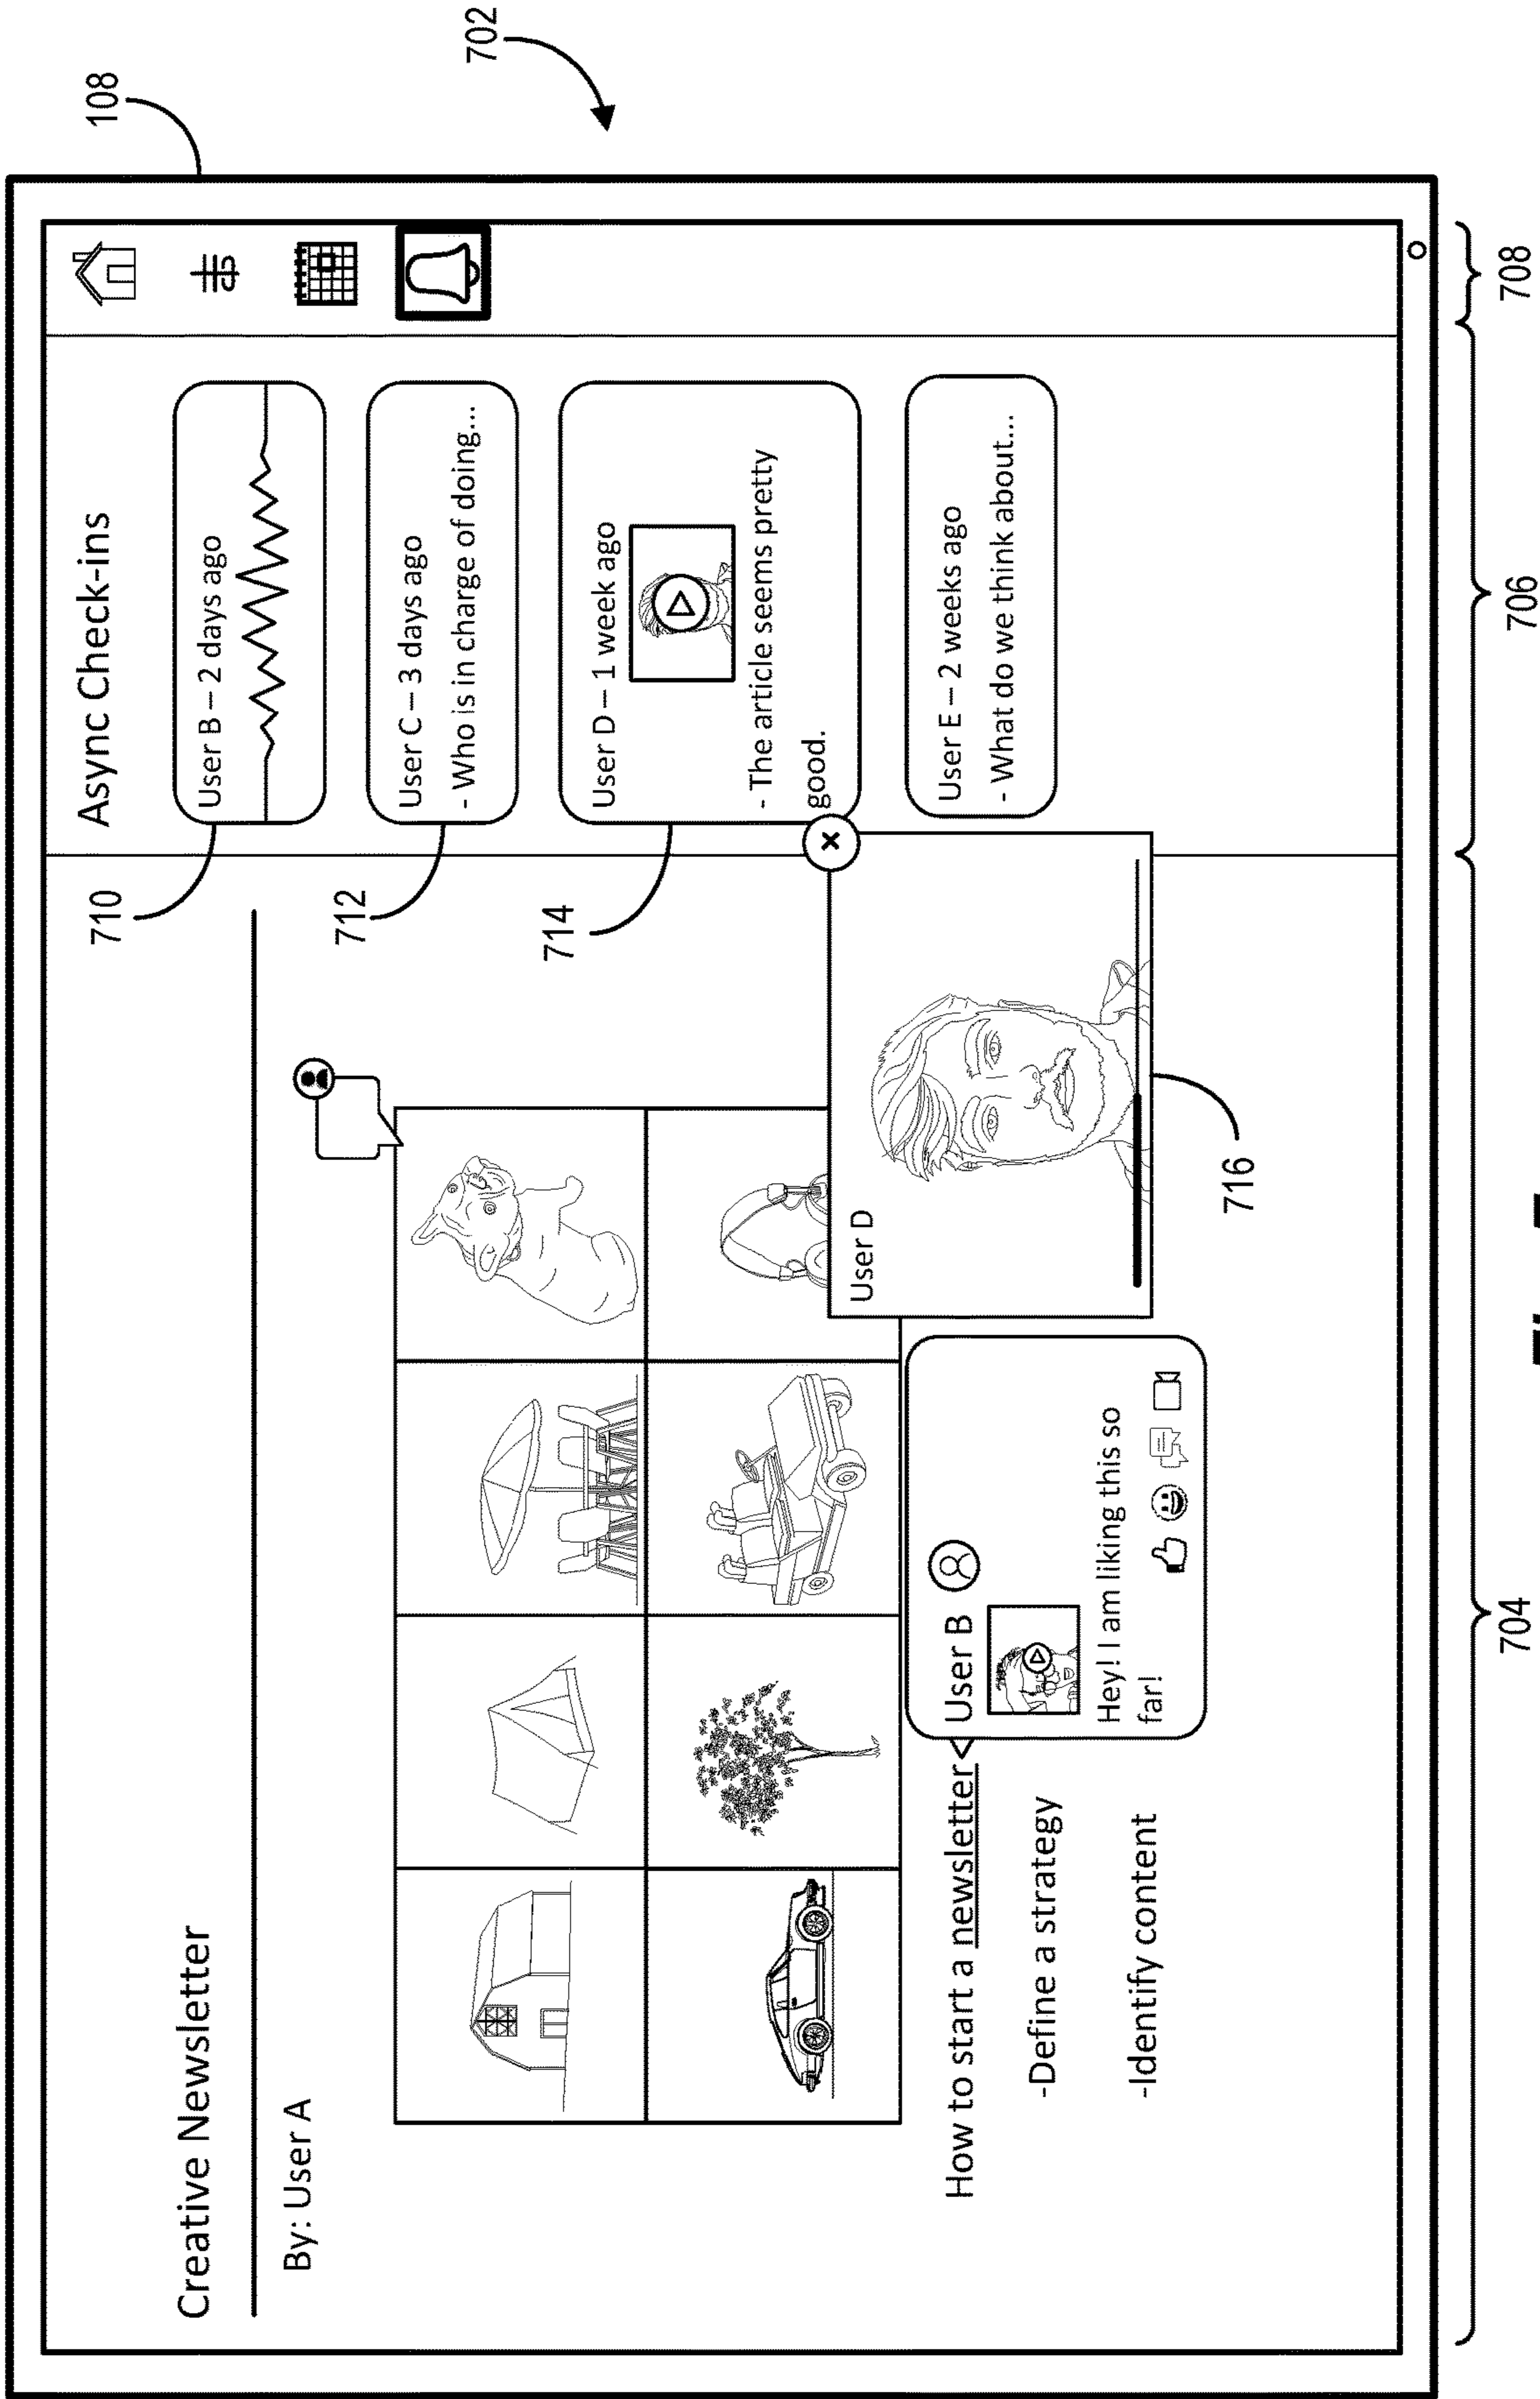 702
108
Creative Newsletter
By: User A
How to start a newsletter
-Define a strategy
-Identify content
User B
Hey! I am liking this so
far!
User D
716
Async Check-ins
710
User B – 2 days ago
712
User C – 3 days ago
- Who is in charge of doing...
714
User D – 1 week ago
- The article seems pretty
good.
User E – 2 weeks ago
- What do we think about...
704
706
708